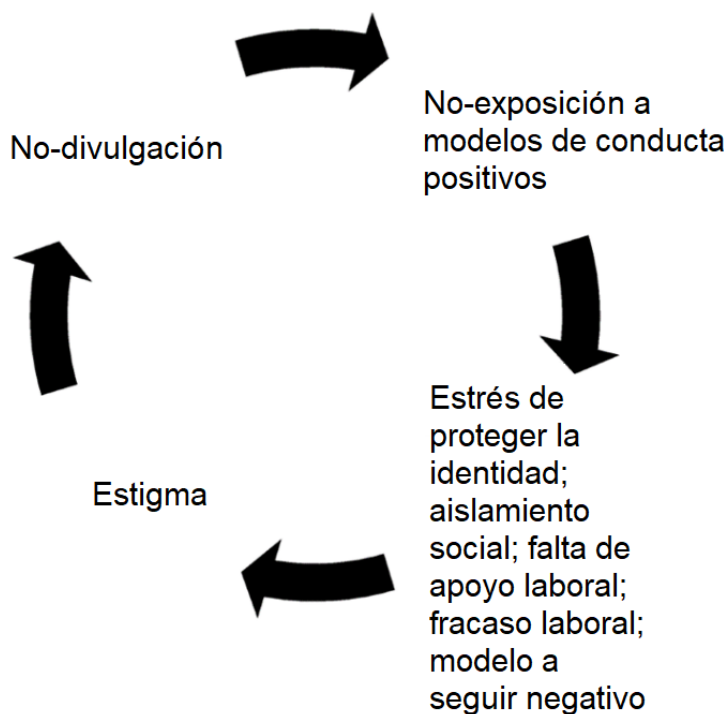 No-divulgación
No-exposición a
modelos de conducta
positivos
Estrés de
proteger la
identidad;
aislamiento
social; falta de
apoyo laboral;
fracaso laboral;
modelo a
seguir negativo
Estigma